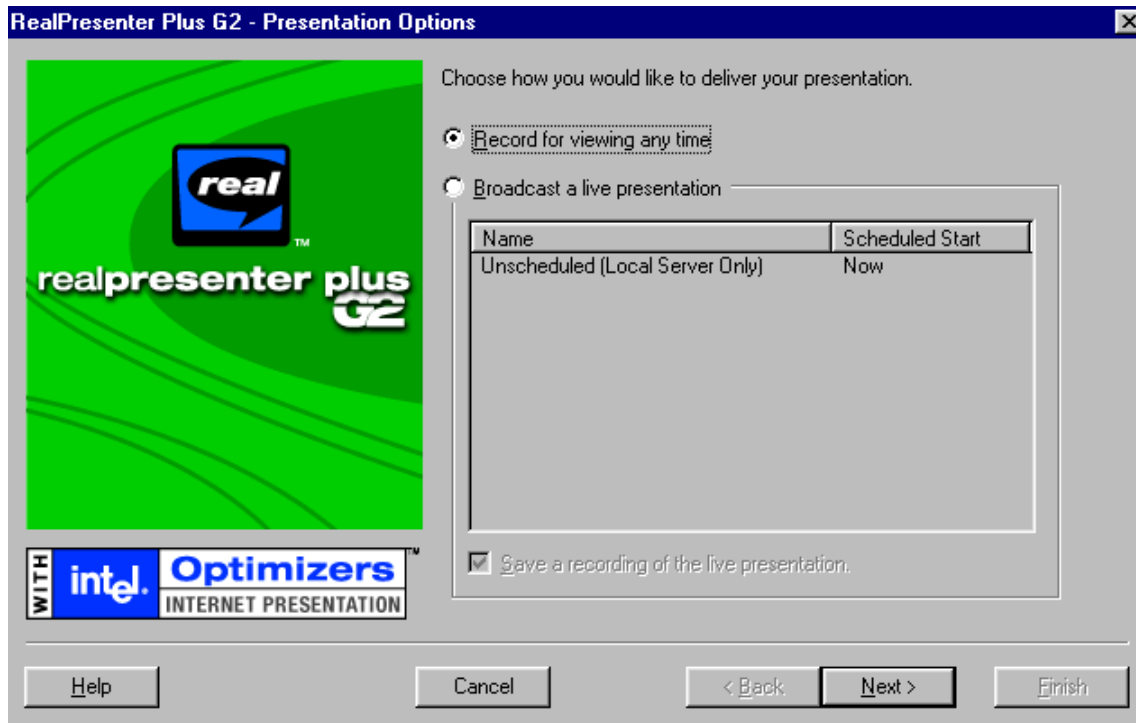 RealPresenter Plus G2 - Presentation Options
Choose how you would like to deliver your presentation.
Record for viewing any time
Broadcast a live presentation
Name Scheduled Start
Unscheduled (Local Server Only) Now
Save a recording of the live presentation.
real
TM
realpresenter plus
G2
WITH
intel.
Optimizers TM
INTERNET PRESENTATION
Help Cancel < Back Next > Finish